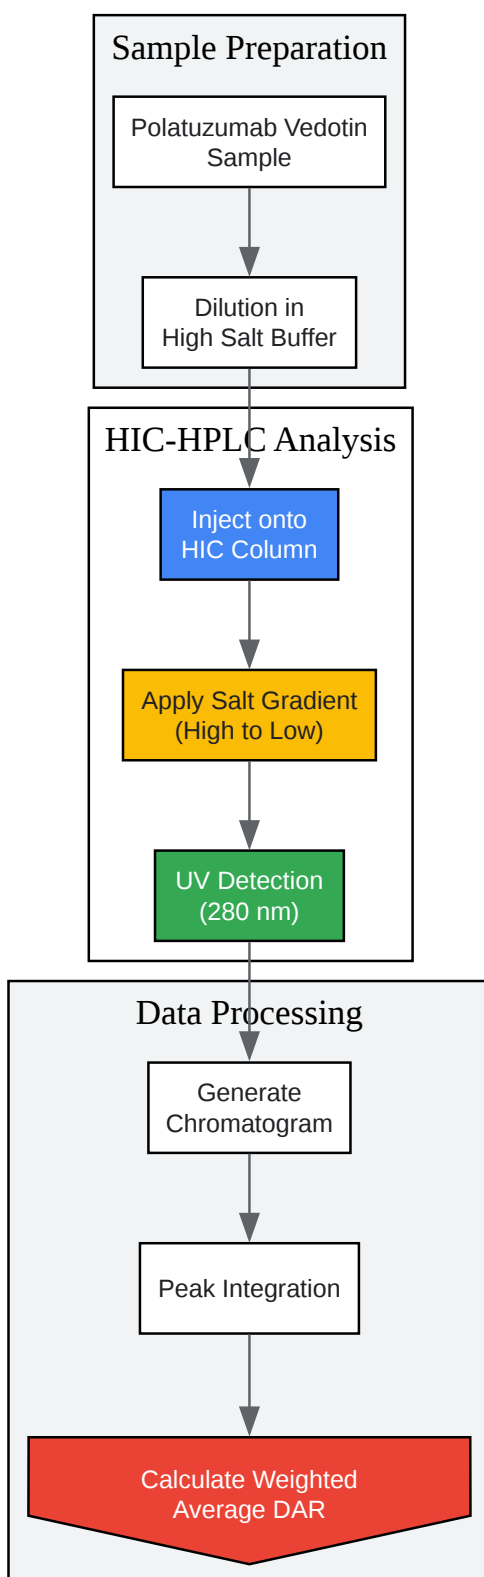 Sample Preparation
Polatuzumab Vedotin
Sample
Dilution in
High Salt Buffer
HIC-HPLC Analysis
Inject onto
HIC Column
Apply Salt Gradient
(High to Low)
UV Detection
(280 nm)
Data Processing
Generate
Chromatogram
Peak Integration
Calculate Weighted
Average DAR